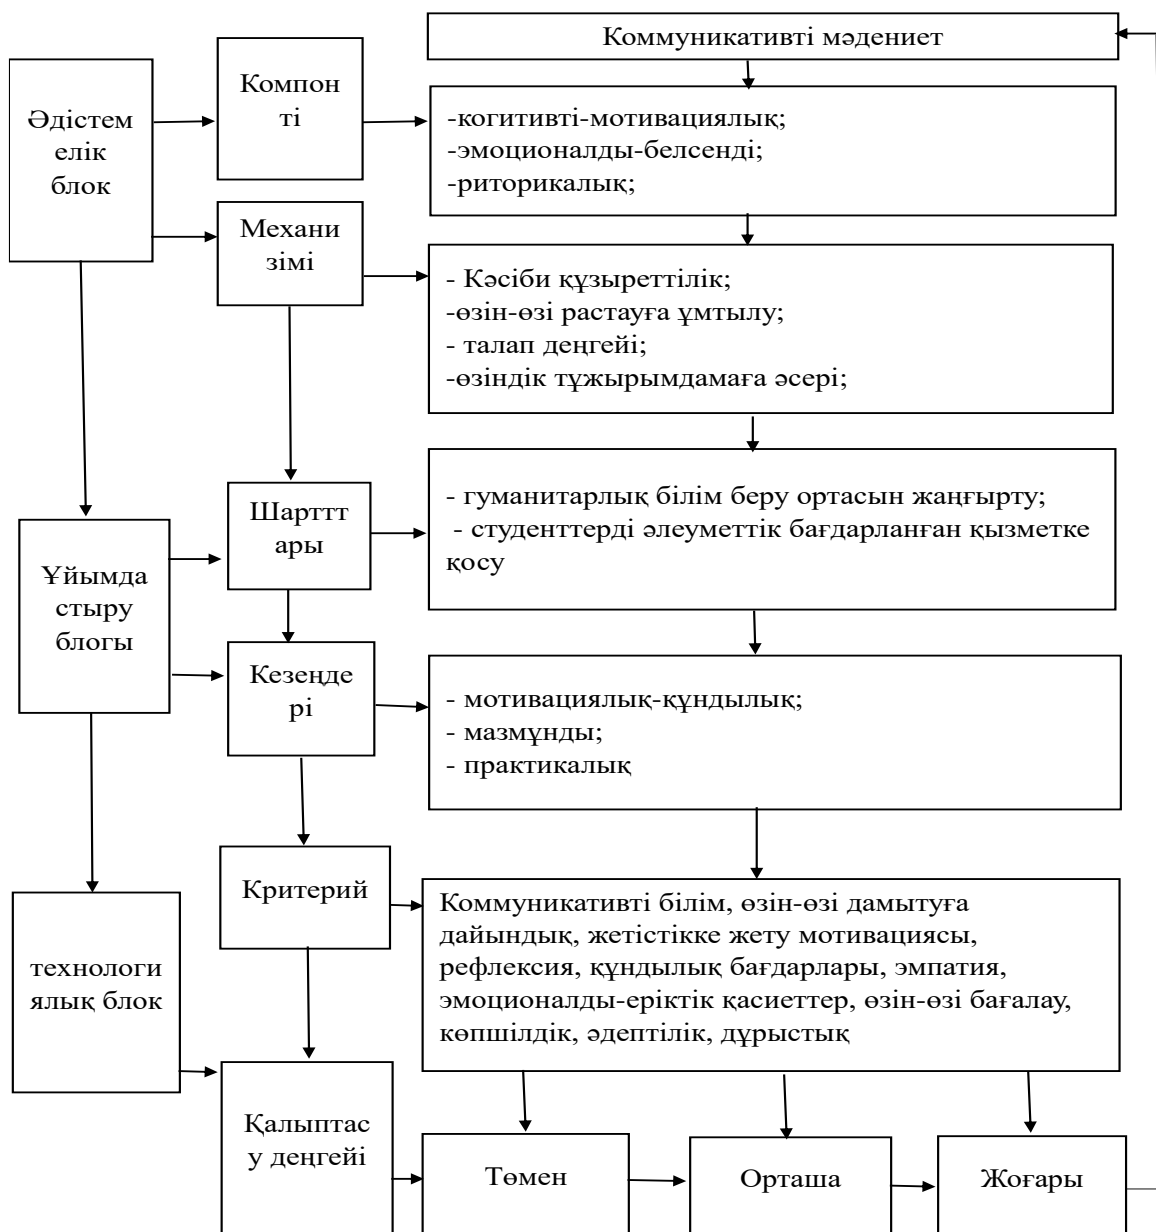 Коммуникативті мәдениет
Әдістем
елік
блок
Компон
ті
-когитивті-мотивациялық;
-эмоционалды-белсенді;
-риторикалық;
Механи
зімі
- Кәсіби құзыреттілік;
-өзін-өзі растауға ұмтылу;
- талап деңгейі;
-өзіндік тұжырымдамаға әсері;
Ұйымда
стыру
блогы
Шарттт
ары
- гуманитарлық білім беру ортасын жаңғырту;
- студенттерді әлеуметтік бағдарланған қызметке
қосу
Кезеңде
рі
- мотивациялық-құндылық;
- мазмұнды;
- практикалық
технологи
ялық блок
Критерий
Коммуникативті білім, өзін-өзі дамытуға
дайындық, жетістікке жету мотивациясы,
рефлексия, құндылық бағдарлары, эмпатия,
эмоционалды-еріктік қасиеттер, өзін-өзі бағалау,
көпшілдік, әдептілік, дұрыстық
Қалыптас
у деңгейі
Төмен
Орташа
Жоғары